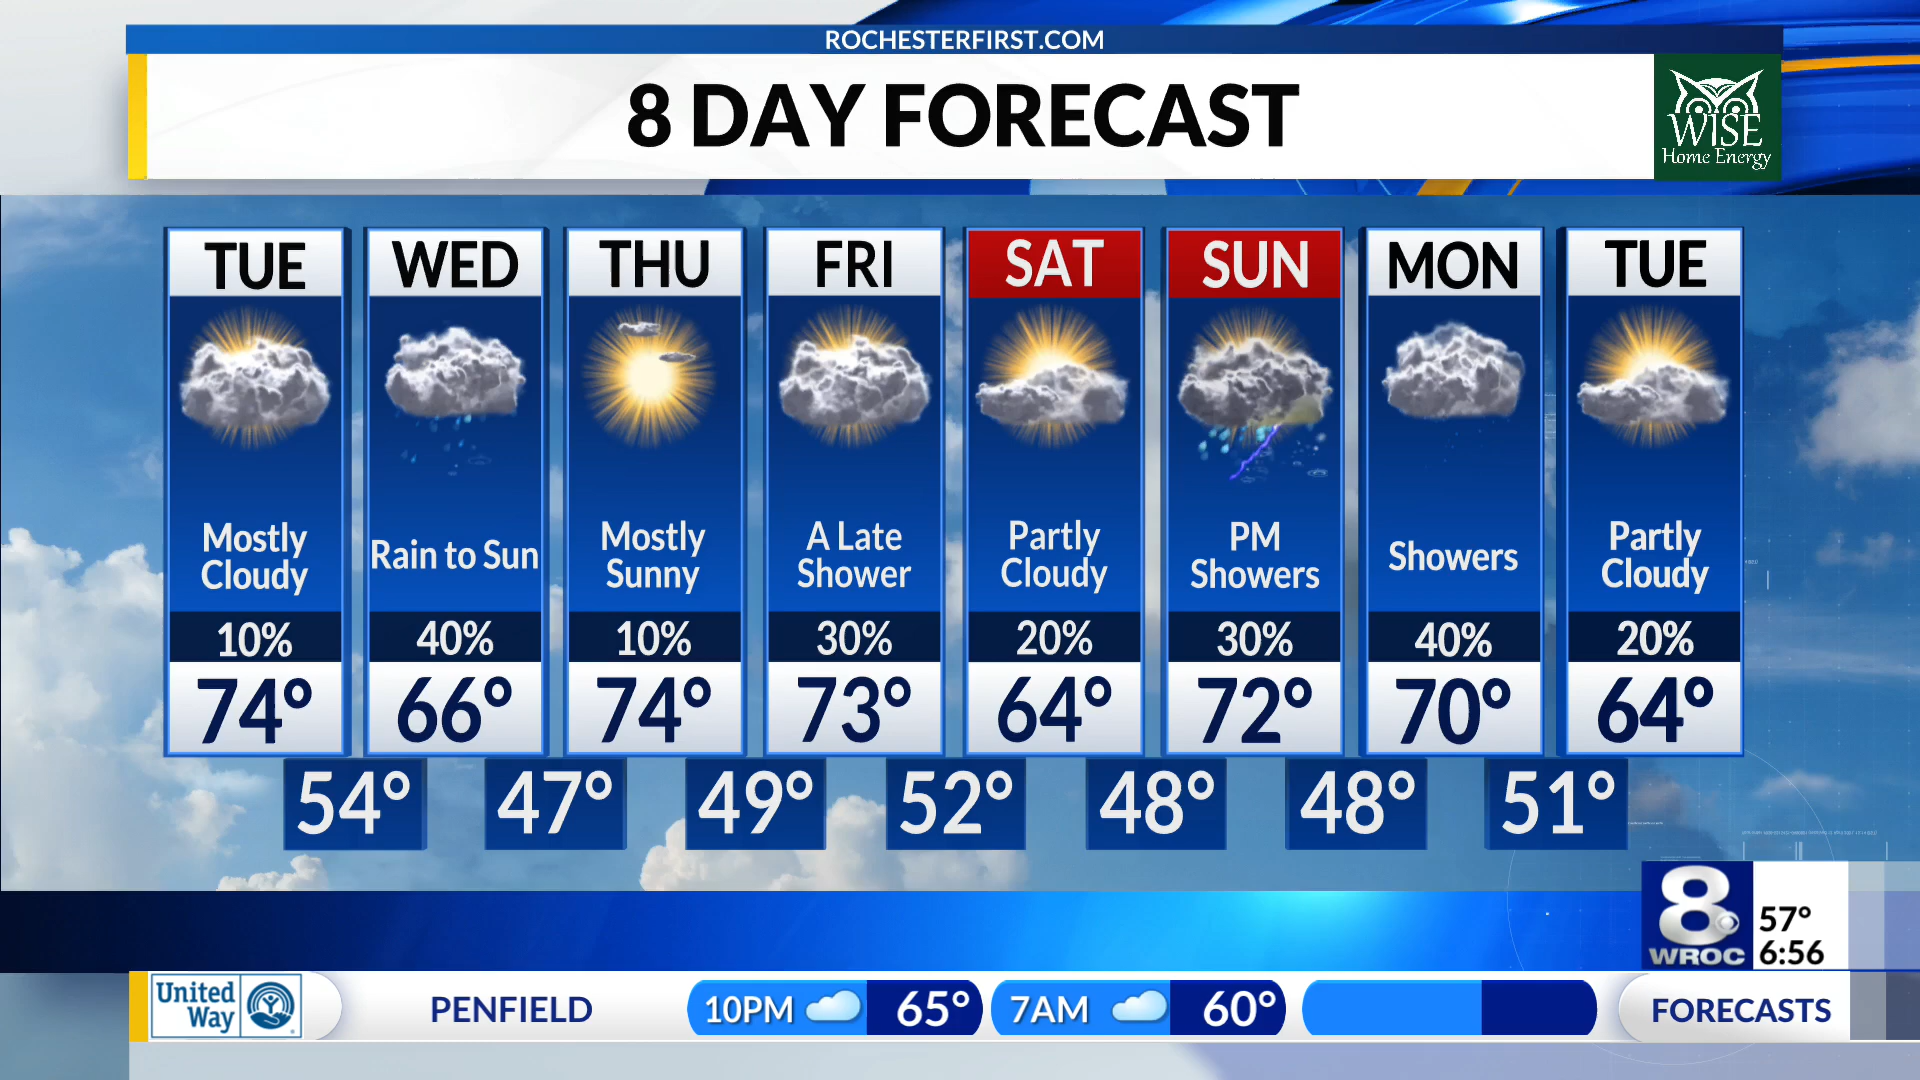 ROCHESTERFIRST.COM
8 DAY FORECAST
WISE
Home Energy
TUE WED THU FRI SAT SUN MON TUE
Mostly Cloudy
Rain to Sun
Mostly Sunny
A Late Shower
Partly Cloudy
PM Showers
Showers
Partly Cloudy
10% 40% 10% 30% 20% 30% 40% 20%
74° 66° 74° 73° 64° 72° 70° 64°
54° 47° 49° 52° 48° 48° 51°
8
WROC
57°
6:56
United
Way
PENFIELD 10PM 65° 7AM 60° FORECASTS